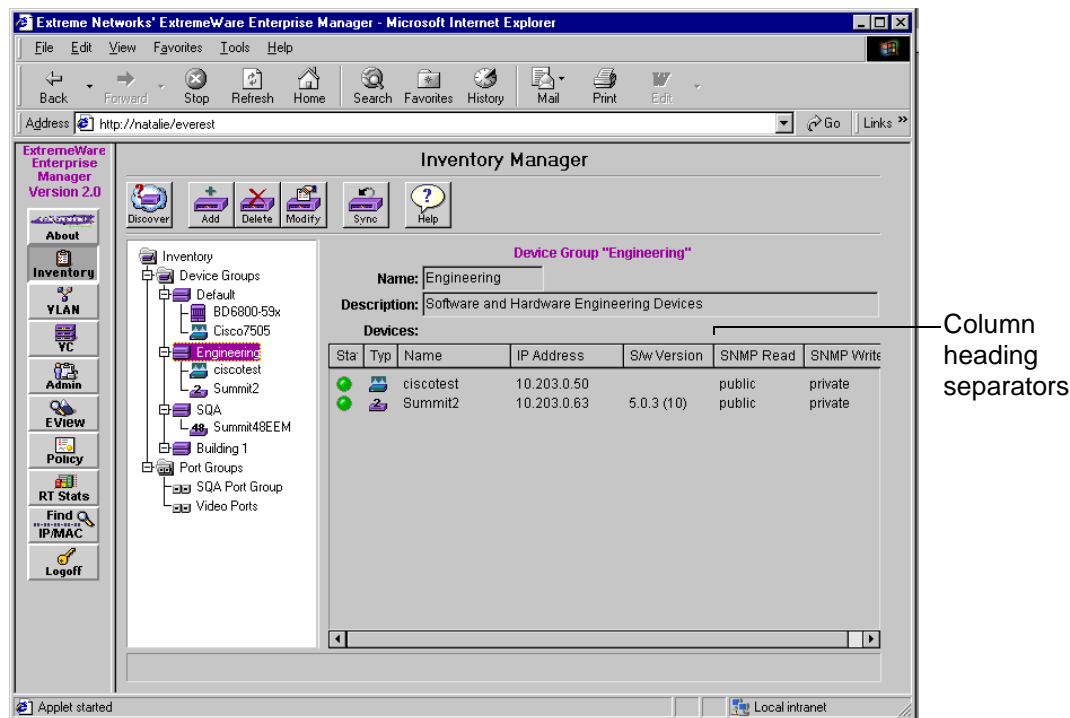 Extreme Networks' ExtremeWare Enterprise Manager - Microsoft Internet Explorer
File Edit View Favorites Tools Help
Back Forward Stop Refresh Home Search Favorites History Mail Print Edit
Address http://natalie/everest Go Links »
ExtremeWare
Enterprise
Manager
Version 2.0
About
Inventory
VLAN
VC
Admin
EView
Policy
RT Stats
Find
IP/MAC
Logoff
Inventory Manager
Discover Add Delete Modify Sync Help
Inventory
Device Groups
Default
BD6800-59x
Cisco7505
Engineering
ciscotest
Summit2
SQA
48 Summit48EEM
Building 1
Port Groups
SQA Port Group
Video Ports
Device Group "Engineering"
Name: Engineering
Description: Software and Hardware Engineering Devices
Devices:
Sta Typ Name IP Address S/w Version SNMP Read SNMP Write
ciscotest 10.203.0.50 public private
2 Summit2 10.203.0.63 5.0.3 (10) public private
Applet started Local intranet
Column
heading
separators